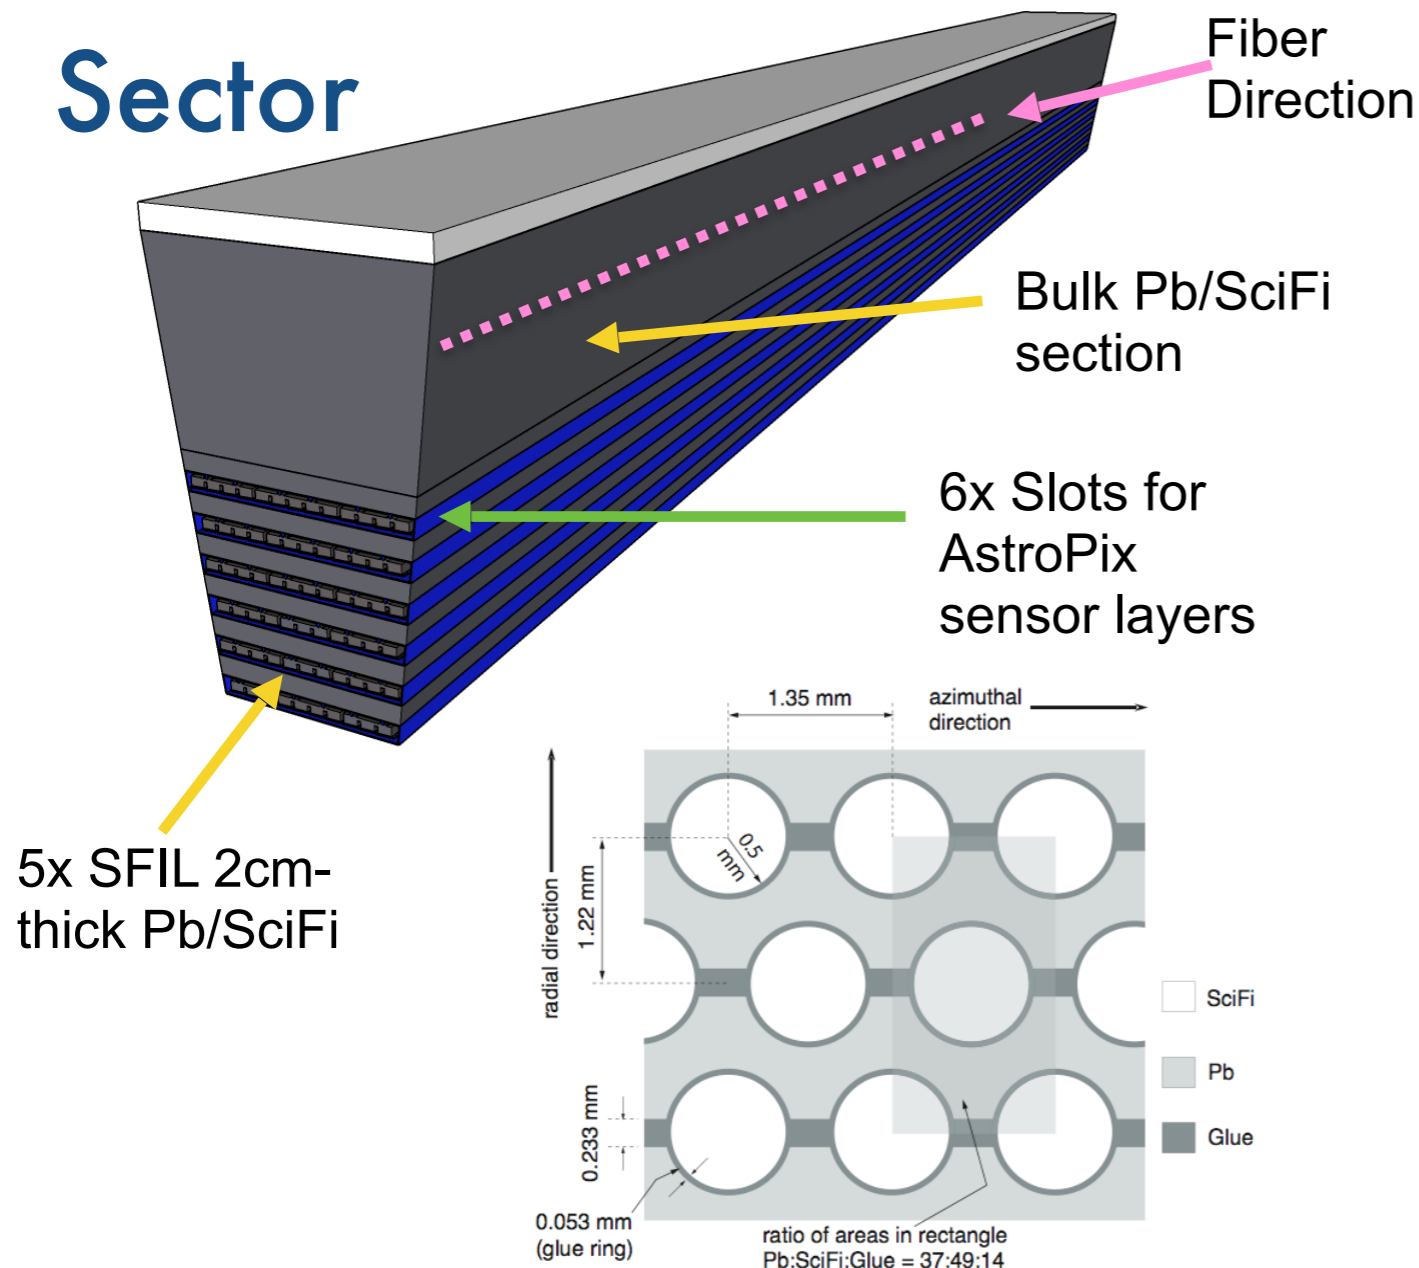 Sector
Fiber
Direction
Bulk Pb/SciFi
section
6x Slots for
AstroPix
sensor layers
5x SFIL 2cm-
thick Pb/SciFi
1.35 mm
azimuthal
direction
radial direction
1.22 mm
0.5
mm
0.233 mm
0.053 mm
(glue ring)
ratio of areas in rectangle
Pb:SciFi:Glue = 37:49:14
SciFi
Pb
Glue